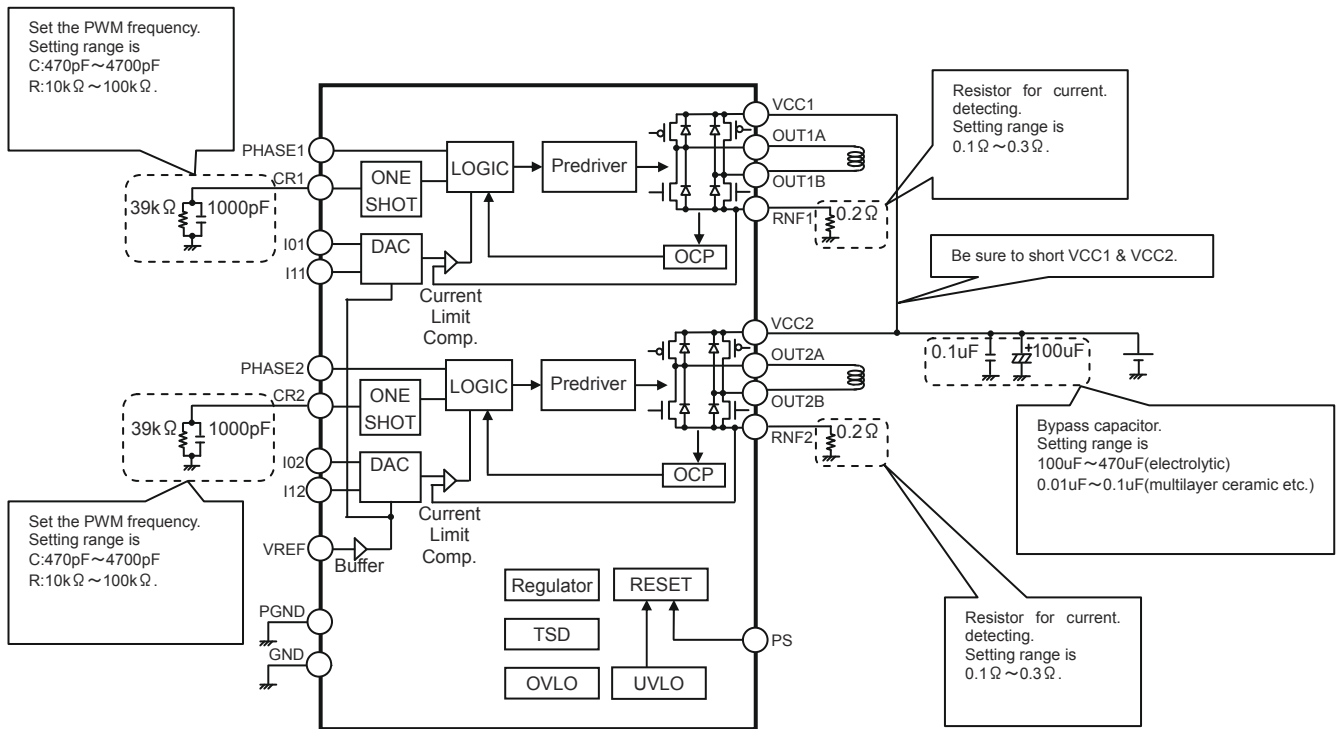 Set the PWM frequency.
Setting range is
C:470pF～4700pF
R:10kΩ～100kΩ.
PHASE1
CR1
39kΩ
1000pF
I01
I11
ONE
SHOT
LOGIC
Predriver
DAC
Current
Limit
Comp.
OCP
VCC1
OUT1A
OUT1B
RNF1
0.2Ω
Resistor for current.
detecting.
Setting range is
0.1Ω～0.3Ω.
Be sure to short VCC1 & VCC2.
PHASE2
CR2
39kΩ
1000pF
I02
I12
VREF
Buffer
ONE
SHOT
LOGIC
Predriver
DAC
Current
Limit
Comp.
OCP
VCC2
OUT2A
OUT2B
RNF2
0.2Ω
0.1uF
+100uF
Bypass capacitor.
Setting range is
100uF～470uF(electrolytic)
0.01uF～0.1uF(multilayer ceramic etc.)
Set the PWM frequency.
Setting range is
C:470pF～4700pF
R:10kΩ～100kΩ.
PGND
GND
Regulator
RESET
TSD
OVLO
UVLO
PS
Resistor for current.
detecting.
Setting range is
0.1Ω～0.3Ω.